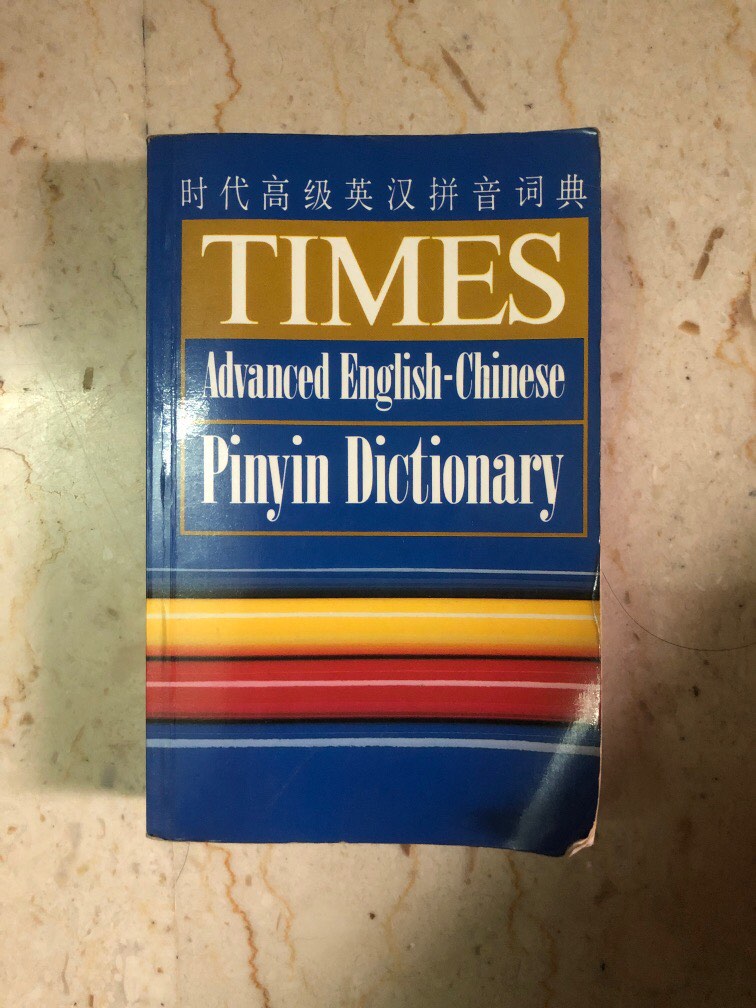 时代高级英汉拼音词典
TIMES
Advanced English-Chinese
Pinyin Dictionary